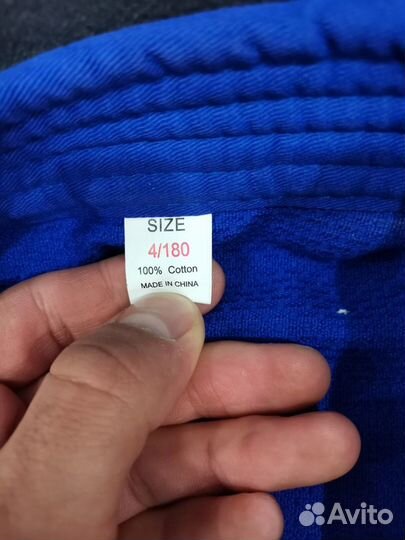 SIZE
4/180
100% Cotton
MADE IN CHINA
Avito